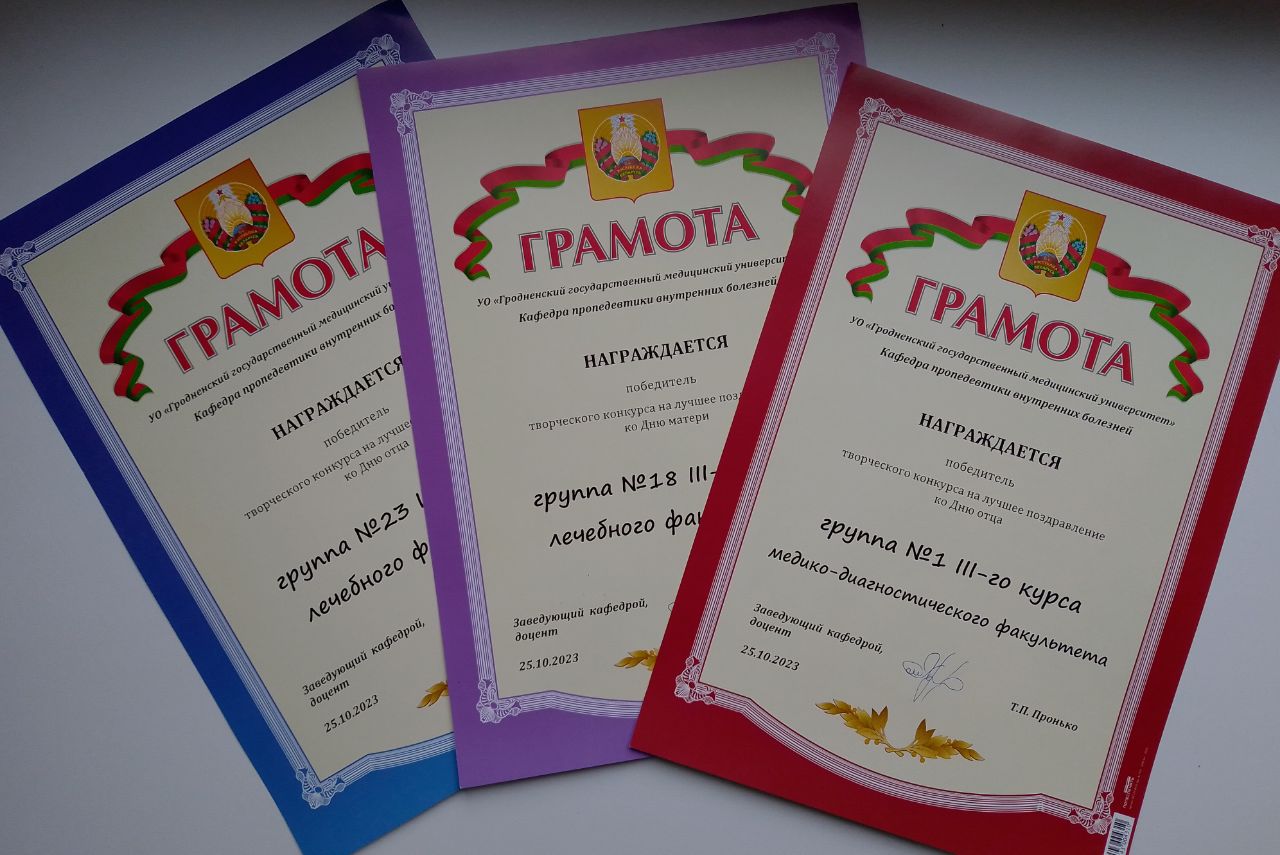 ГРАМОТА
УО «Гродненский государственный медицинский
Кафедра пропедевтики внутренних
НАГРАЖДАЕТСЯ
победитель
творческого конкурса на лучшее
ко Дню отца
группа №23
лечебного
Заведующий кафедрой,
доцент
25.10.2023
ГРАМОТА
УО «Гродненский государственный медицинский
Кафедра пропедевтики внутренних болезней
НАГРАЖДАЕТСЯ
победитель
творческого конкурса на лучшее
ко Дню матери
группа №18 III-
лечебного
Заведующий кафедрой,
доцент
25.10.2023
ГРАМОТА
УО «Гродненский государственный медицинский университет»
Кафедра пропедевтики внутренних болезней
НАГРАЖДАЕТСЯ
победитель
творческого конкурса на лучшее поздравление
ко Дню отца
группа №1 III-го курса
медико-диагностического факультета
Заведующий кафедрой,
доцент
25.10.2023
Т.П. Пронько